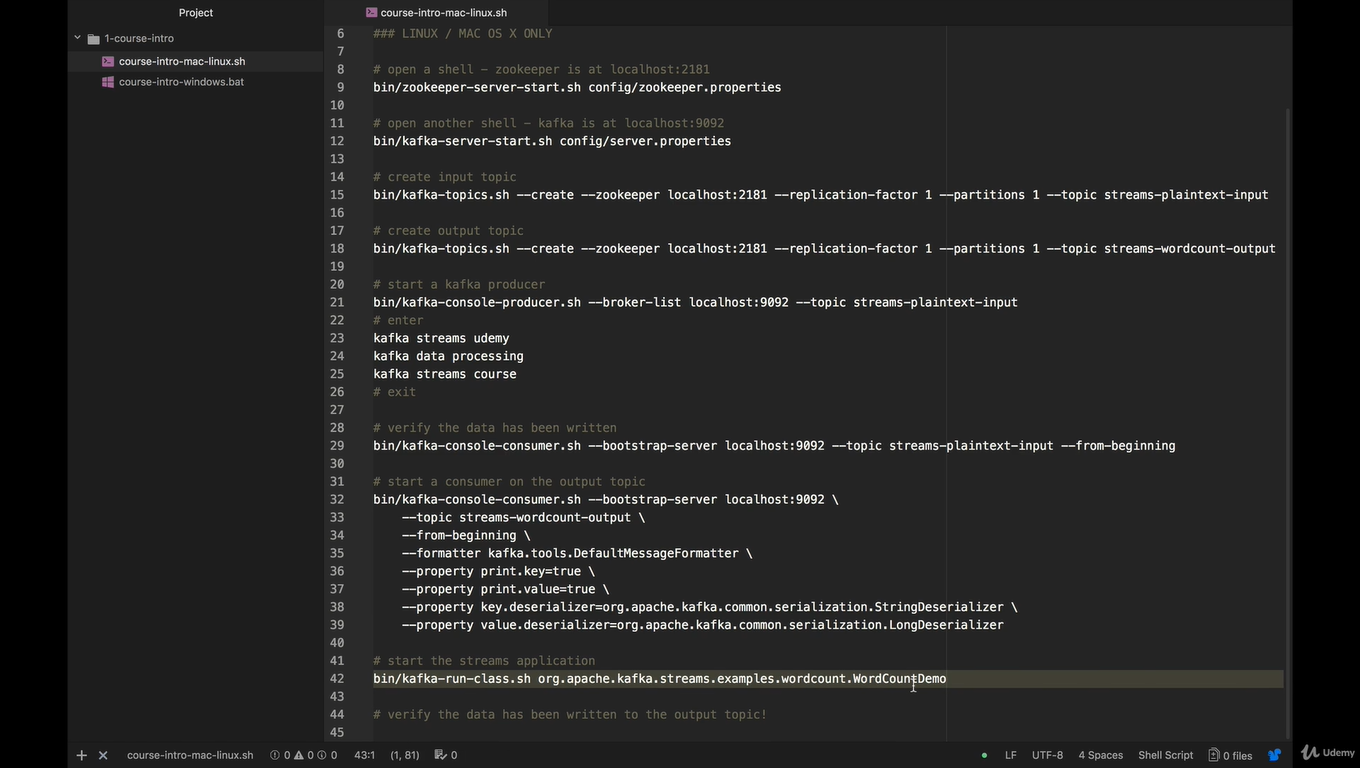 Project
course-intro-mac-linux.sh
1-course-intro
course-intro-mac-linux.sh
course-intro-windows.bat
6 ### LINUX / MAC OS X ONLY
7
8 # open a shell - zookeeper is at localhost:2181
9 bin/zookeeper-server-start.sh config/zookeeper.properties
10
11 # open another shell - kafka is at localhost:9092
12 bin/kafka-server-start.sh config/server.properties
13
14 # create input topic
15 bin/kafka-topics.sh --create --zookeeper localhost:2181 --replication-factor 1 --partitions 1 --topic streams-plaintext-input
16
17 # create output topic
18 bin/kafka-topics.sh --create --zookeeper localhost:2181 --replication-factor 1 --partitions 1 --topic streams-wordcount-output
19
20 # start a kafka producer
21 bin/kafka-console-producer.sh --broker-list localhost:9092 --topic streams-plaintext-input
22 # enter
23 kafka streams udemy
24 kafka data processing
25 kafka streams course
26 # exit
27
28 # verify the data has been written
29 bin/kafka-console-consumer.sh --bootstrap-server localhost:9092 --topic streams-plaintext-input --from-beginning
30
31 # start a consumer on the output topic
32 bin/kafka-console-consumer.sh --bootstrap-server localhost:9092 \
33 --topic streams-wordcount-output \
34 --from-beginning \
35 --formatter kafka.tools.DefaultMessageFormatter \
36 --property print.key=true \
37 --property print.value=true \
38 --property key.deserializer=org.apache.kafka.common.serialization.StringDeserializer \
39 --property value.deserializer=org.apache.kafka.common.serialization.LongDeserializer
40
41 # start the streams application
42 bin/kafka-run-class.sh org.apache.kafka.streams.examples.wordcount.WordCountDemo
43
44 # verify the data has been written to the output topic!
45
course-intro-mac-linux.sh 0 0 0 43:1 (1, 81) 0 LF UTF-8 4 Spaces Shell Script 0 files
Udemy